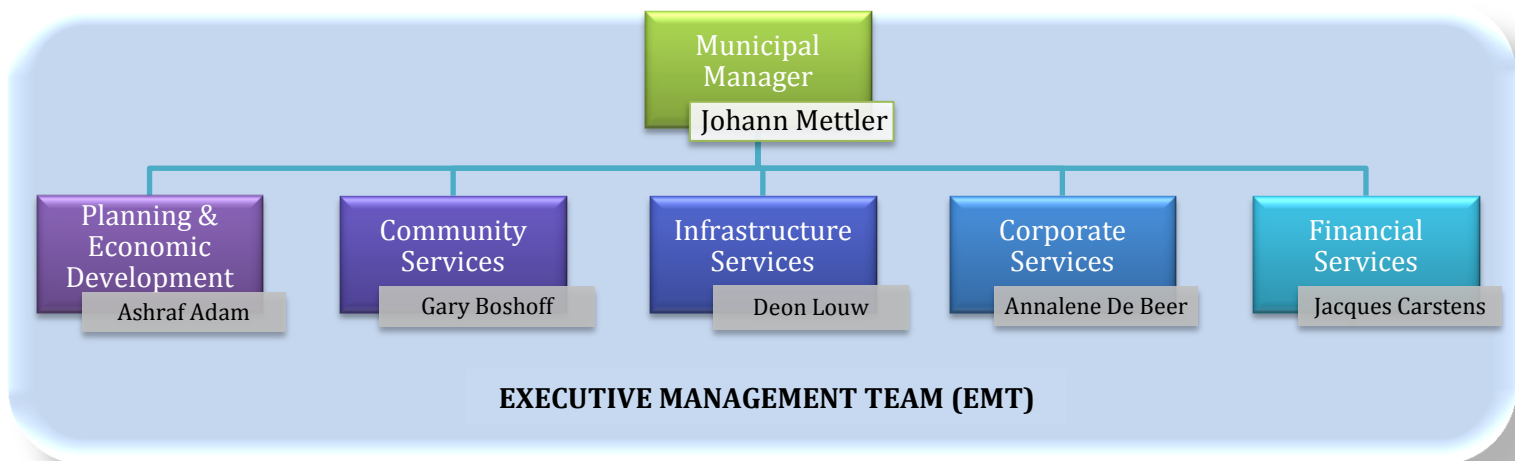 Municipal
Manager
Johann Mettler
Planning &
Economic
Development
Ashraf Adam
Community
Services
Gary Boshoff
Infrastructure
Services
Deon Louw
Corporate
Services
Annalene De Beer
Financial
Services
Jacques Carstens
EXECUTIVE MANAGEMENT TEAM (EMT)